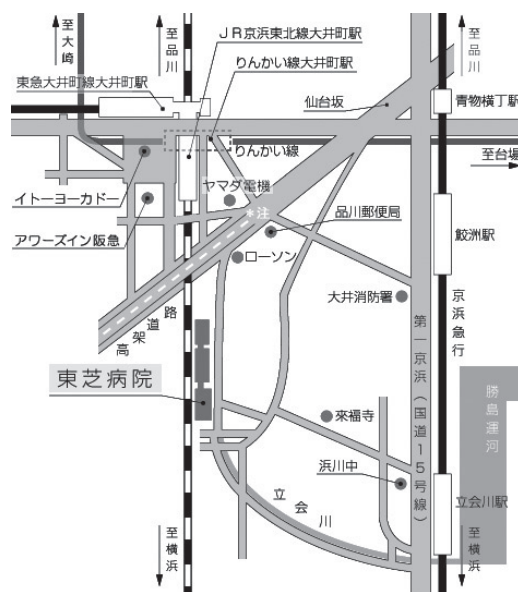 至大崎
至品川
JR京浜東北線大井町駅
至品川
りんかい線大井町駅
東急大井町線大井町駅
仙台坂
青物横丁駅
りんかい線
至台場
イトーヨーカドー
ヤマダ電機
*注
品川郵便局
アワーズイン阪急
鮫洲駅
ローソン
大井消防署
高架道路
京浜急行
第一京浜(国道15号線)
東芝病院
勝島運河
來福寺
浜川中
立会川
立会川駅
至横浜
至横浜